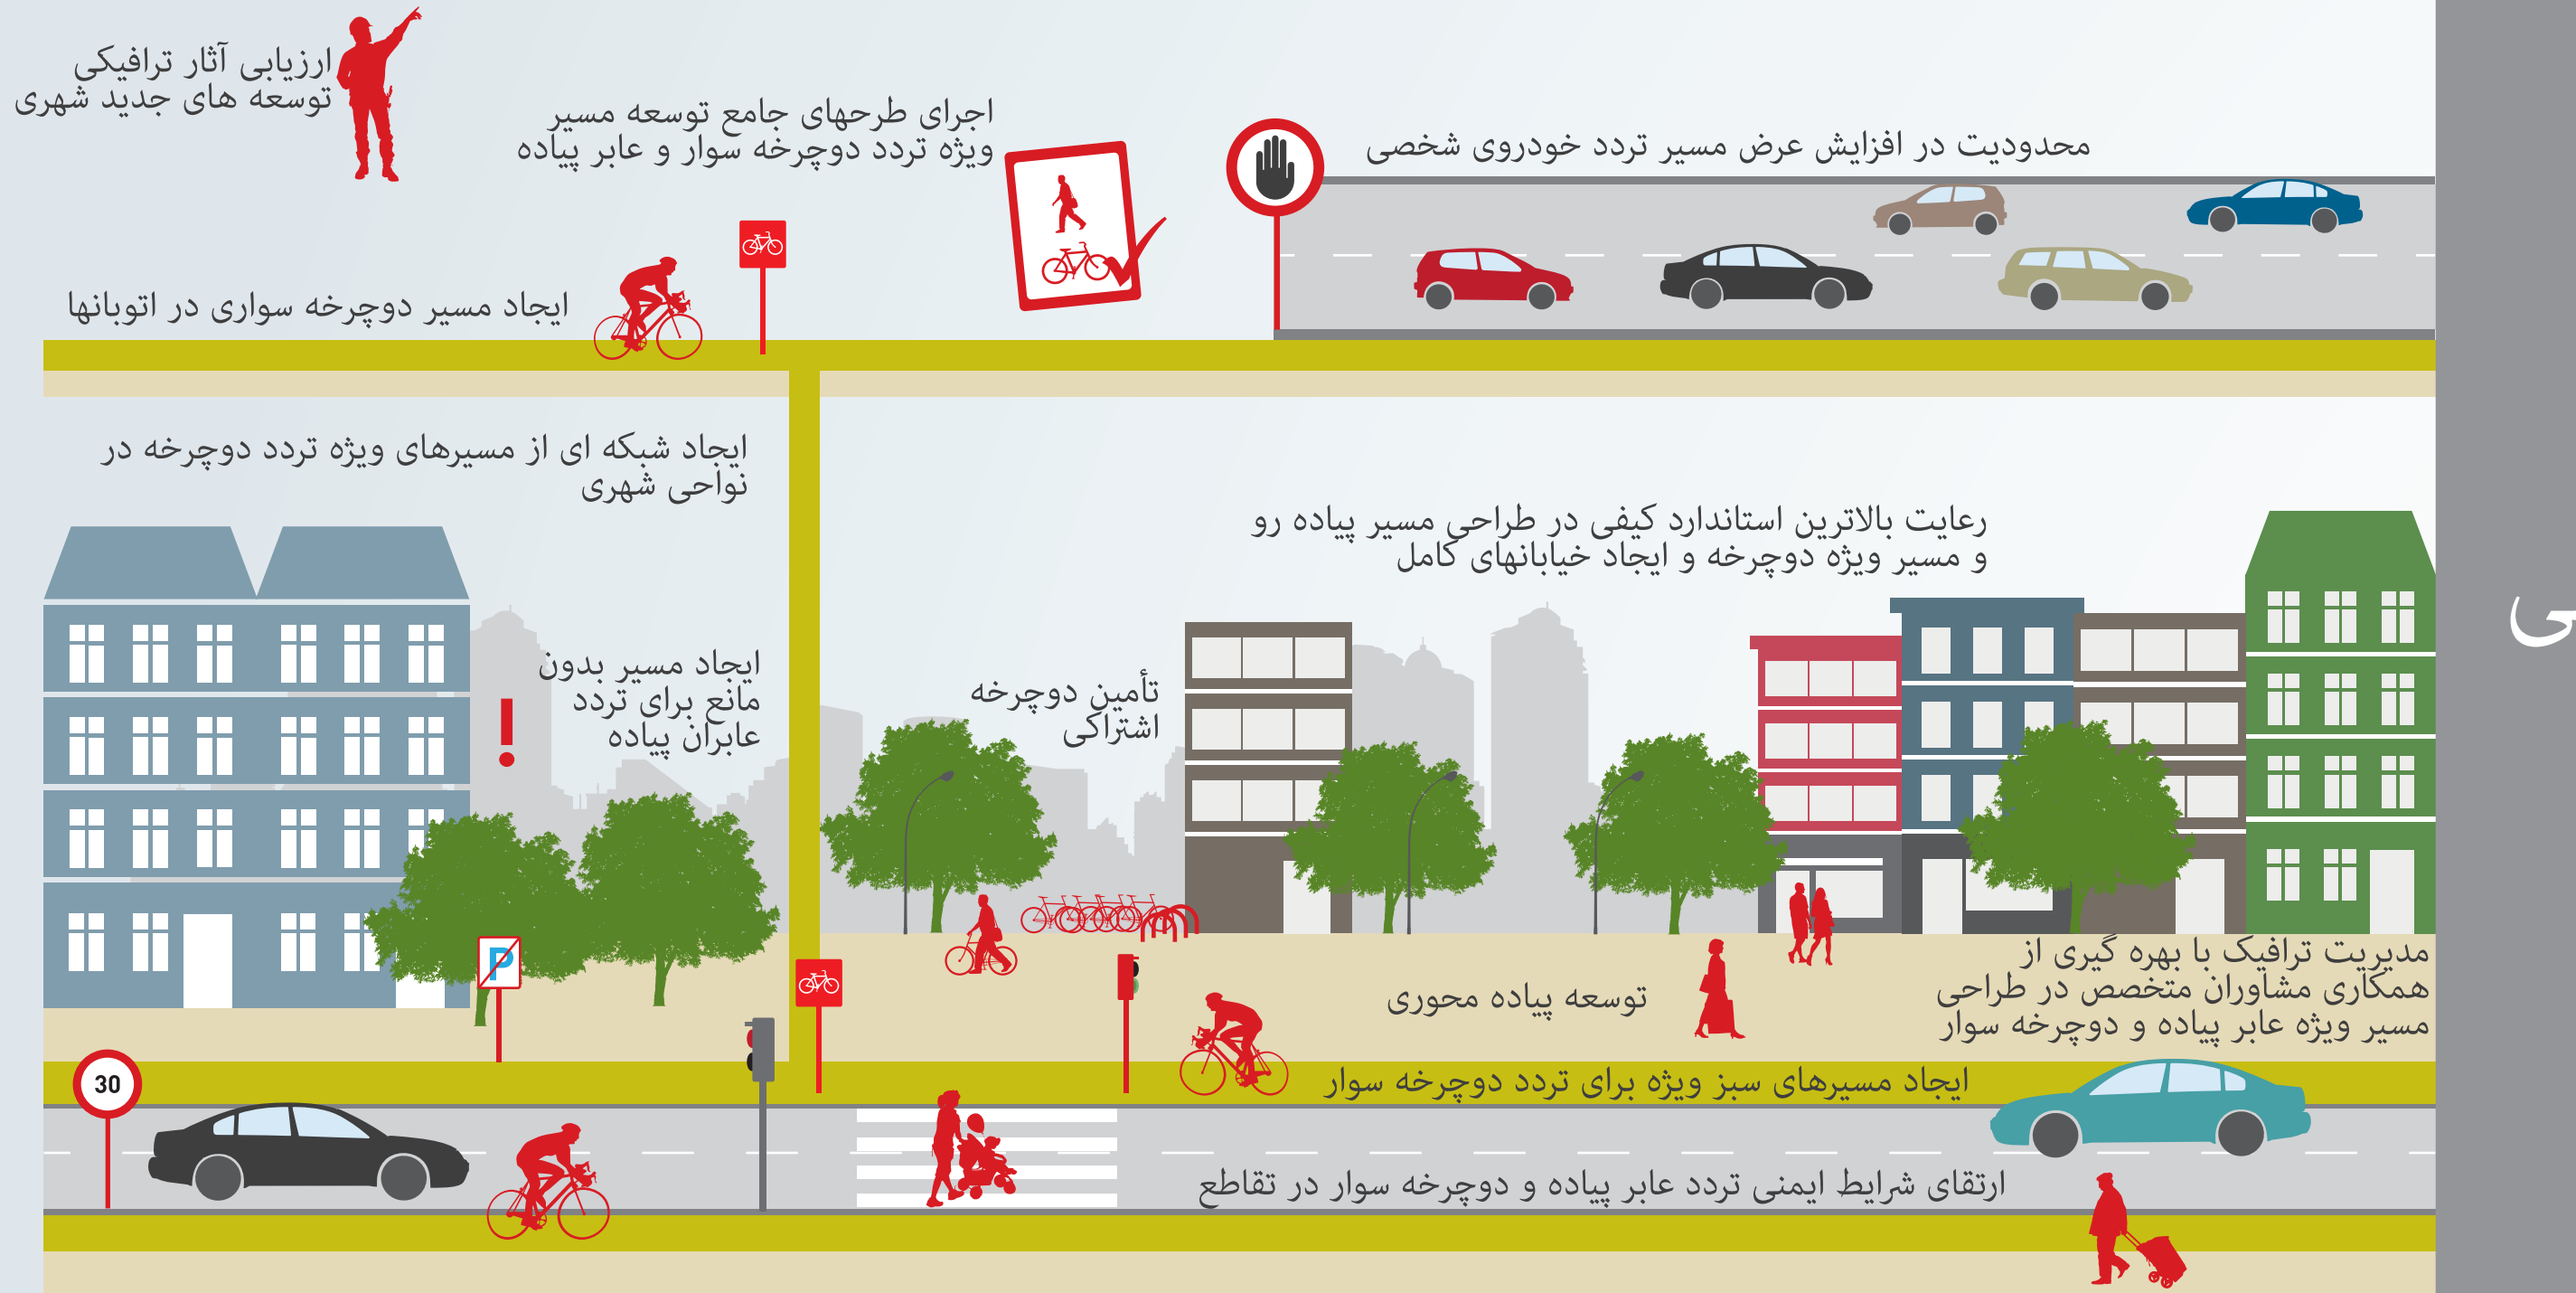 ارزیابی آثار ترافیکی
توسعه های جدید شهری
اجرای طرحهای جامع توسعه مسیر
ویژه تردد دوچرخه سوار و عابر پیاده
محدودیت در افزایش عرض مسیر تردد خودروی شخصی
ایجاد مسیر دوچرخه سواری در اتوبانها
ایجاد شبکه ای از مسیرهای ویژه تردد دوچرخه در
نواحی شهری
رعایت بالاترین استاندارد کیفی در طراحی مسیر پیاده رو
و مسیر ویژه دوچرخه و ایجاد خیابانهای کامل
ایجاد مسیر بدون
مانع برای تردد
عابران پیاده
!
تأمین دوچرخه
اشتراکی
P
مدیریت ترافیک با بهره گیری از
همکاری مشاوران متخصص در طراحی
مسیر ویژه عابر پیاده و دوچرخه سوار
توسعه پیاده محوری
30
ایجاد مسیرهای سبز ویژه برای تردد دوچرخه سوار
ارتقای شرایط ایمنی تردد عابر پیاده و دوچرخه سوار در تقاطع